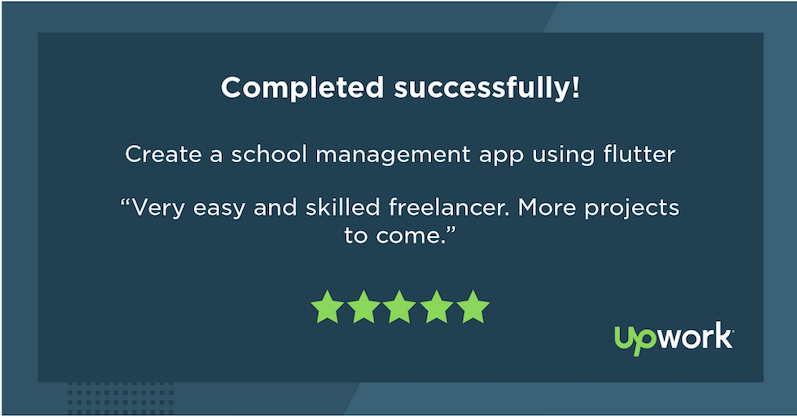 Completed successfully!
Create a school management app using flutter
“Very easy and skilled freelancer. More projects
to come.”
upwork